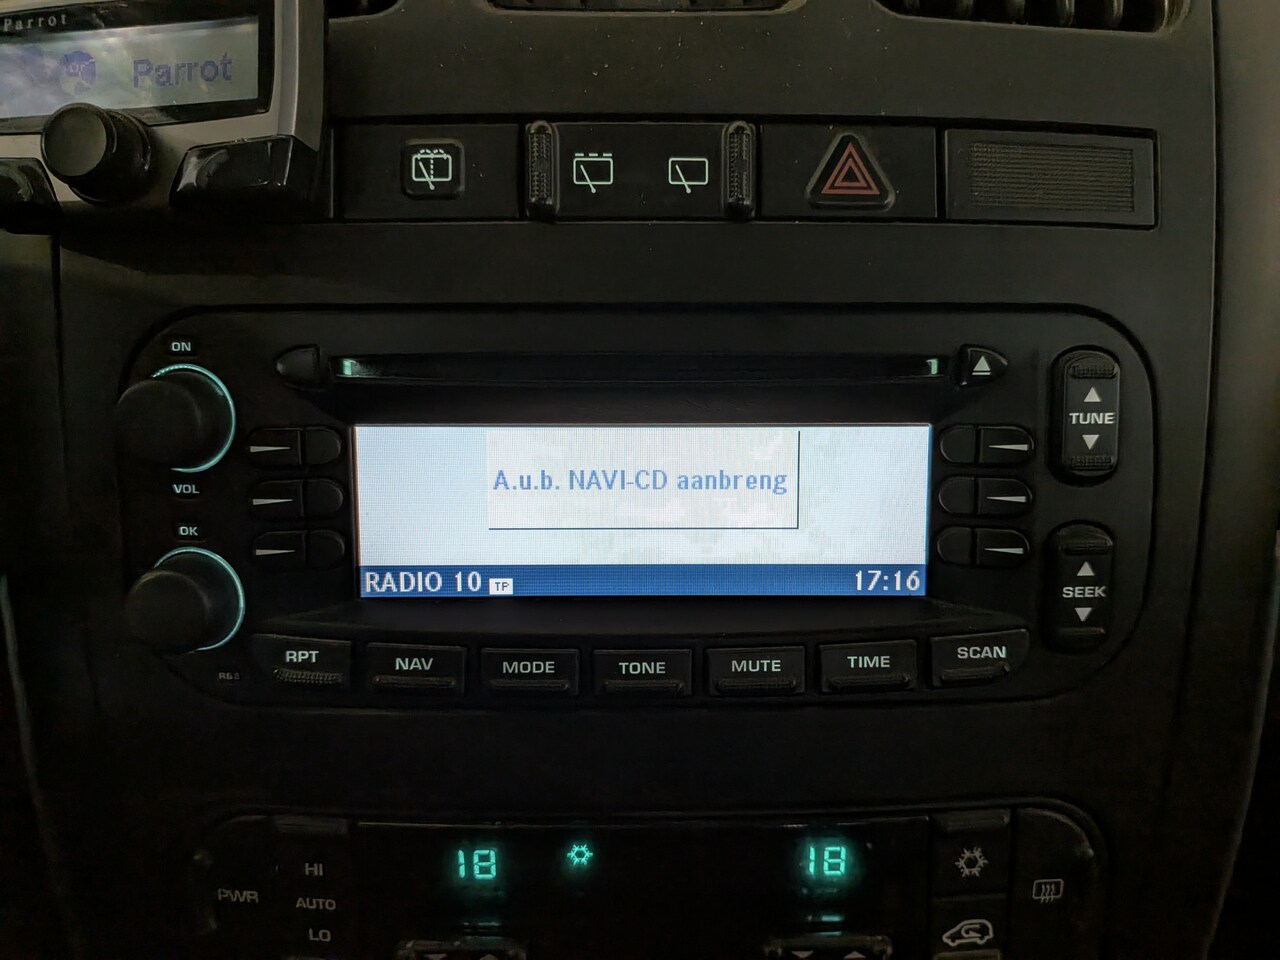 Parrot
Parrot
ON
VOL
OK
TUNE
A.u.b. NAVI-CD aanbreng
RADIO 10 TP
17:16
SEEK
RPT
NAV
MODE
TONE
MUTE
TIME
SCAN
18
18
PWR
HI
AUTO
LO